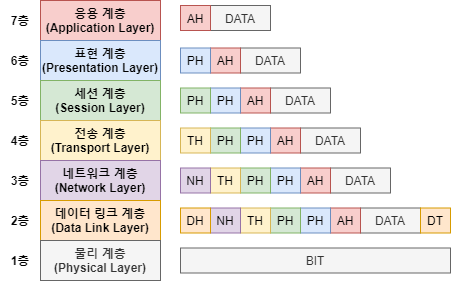 7층 응용 계층 (Application Layer) AH DATA
6층 표현 계층 (Presentation Layer) PH AH DATA
5층 세션 계층 (Session Layer) PH PH AH DATA
4층 전송 계층 (Transport Layer) TH PH PH AH DATA
3층 네트워크 계층 (Network Layer) NH TH PH PH AH DATA
2층 데이터 링크 계층 (Data Link Layer) DH NH TH PH PH AH DATA DT
1층 물리 계층 (Physical Layer) BIT